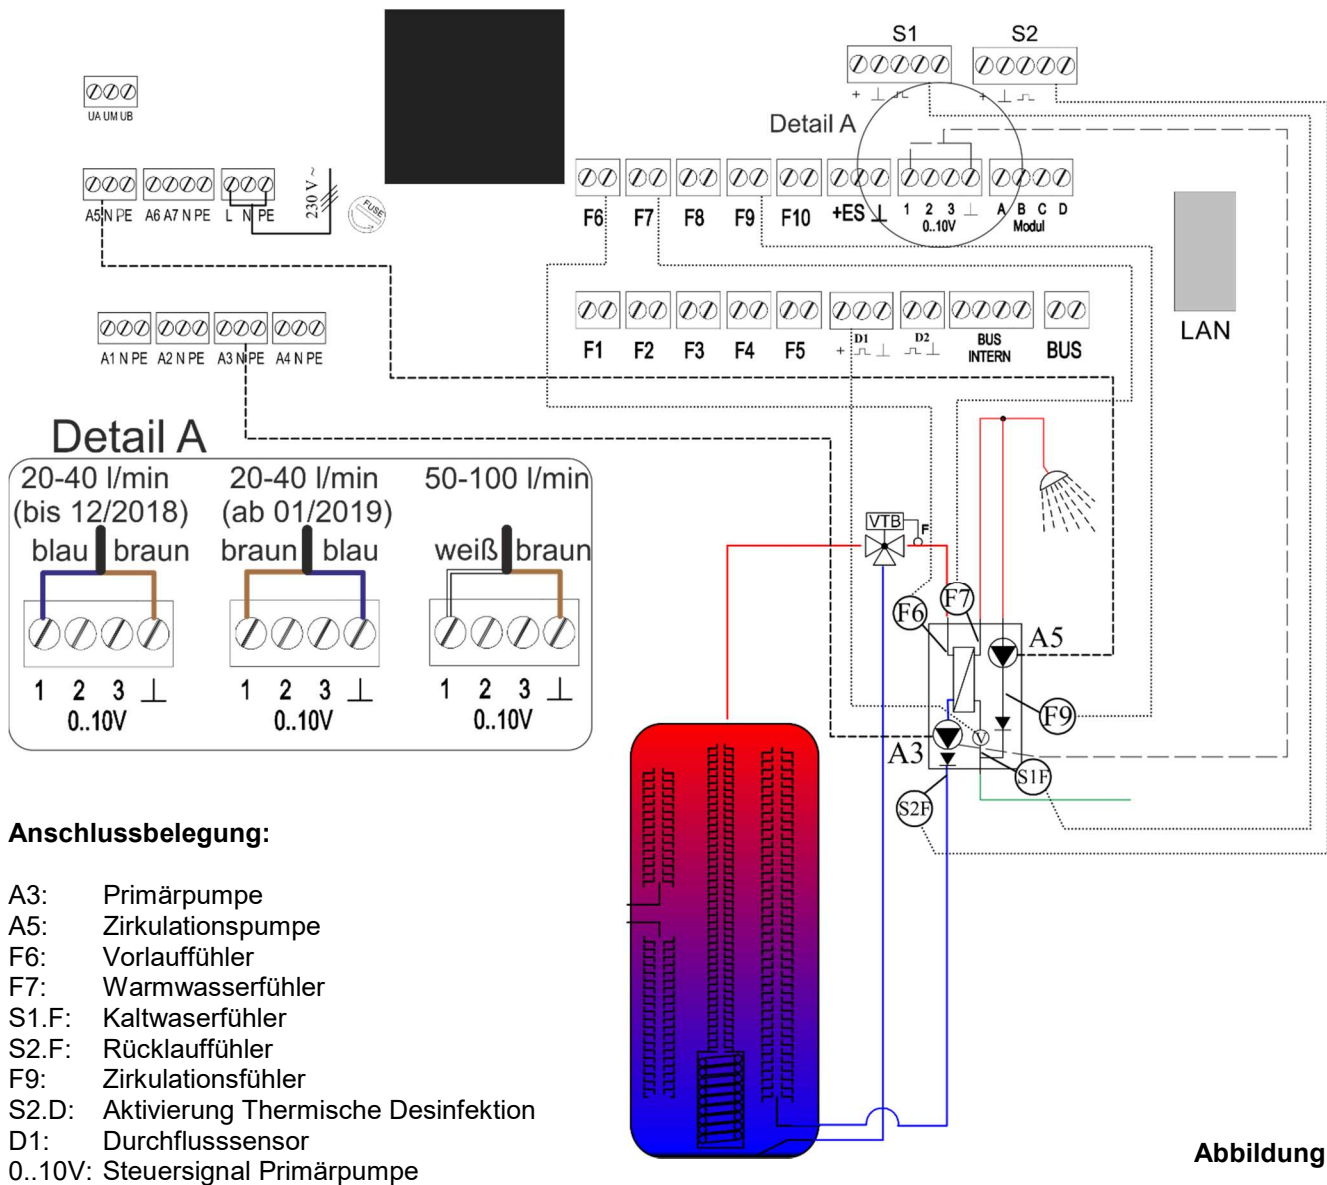 S1 S2
+ ⊥
+ ⊥
UA UM UB
Detail A
A5 N PE A6 A7 N PE L N PE 230 V ~ FUSE
F6 F7 F8 F9 F10 +ES ⊥ 1 2 3 ⊥ A B C D
0..10V Modul
LAN
A1 N PE A2 N PE A3 N PE A4 N PE
F1 F2 F3 F4 F5 + D1 ⊥ D2 ⊥ BUS INTERN BUS
Detail A
20-40 l/min 20-40 l/min 50-100 l/min
(bis 12/2018) (ab 01/2019)
blau braun braun blau weiß braun
1 2 3 ⊥ 1 2 3 ⊥ 1 2 3 ⊥
0..10V 0..10V 0..10V
VTB F
F6 F7
A5
F9
V
A3
S1F
S2F
Anschlussbelegung:
A3: Primärpumpe
A5: Zirkulationspumpe
F6: Vorlauffühler
F7: Warmwasserfühler
S1.F: Kaltwaserfühler
S2.F: Rücklauffühler
F9: Zirkulationsfühler
S2.D: Aktivierung Thermische Desinfektion
D1: Durchflusssensor
0..10V: Steuersignal Primärpumpe
Abbildung